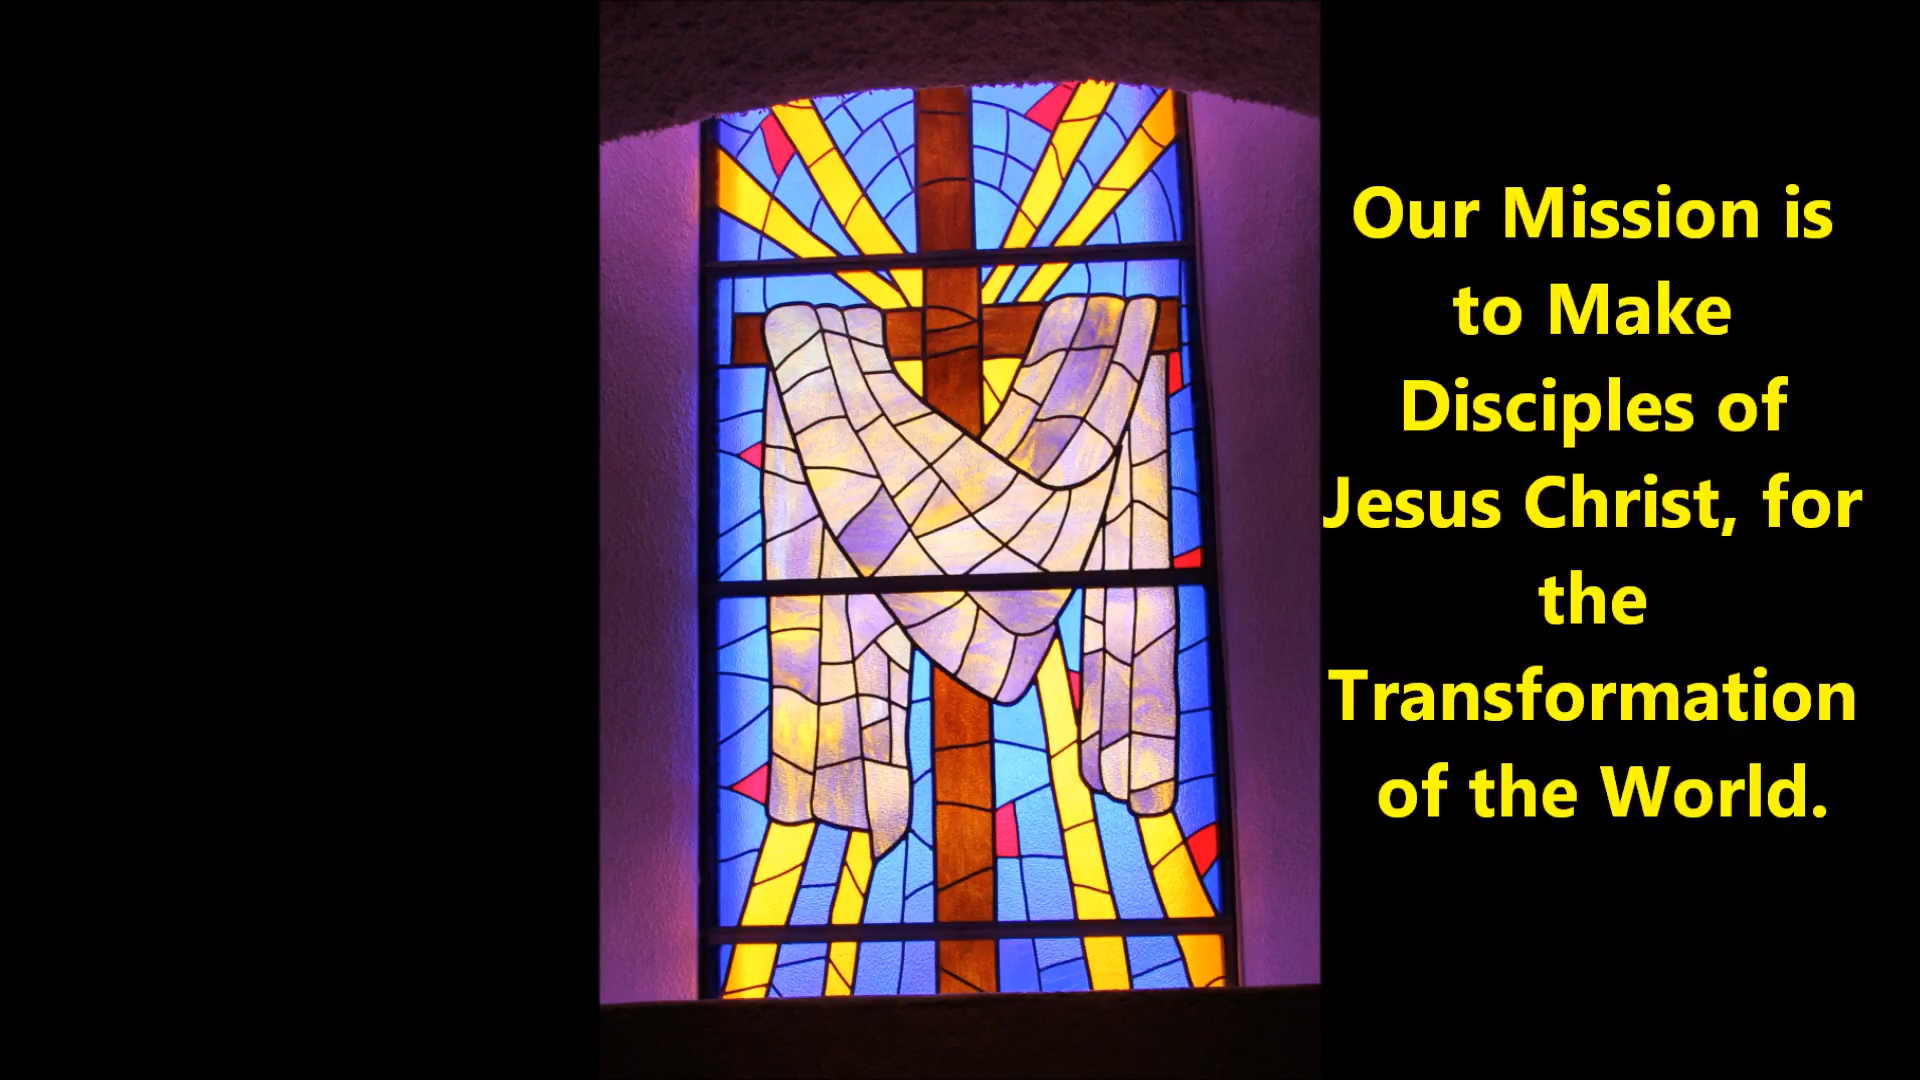 Our Mission is
to Make
Disciples of
Jesus Christ, for
the
Transformation
of the World.